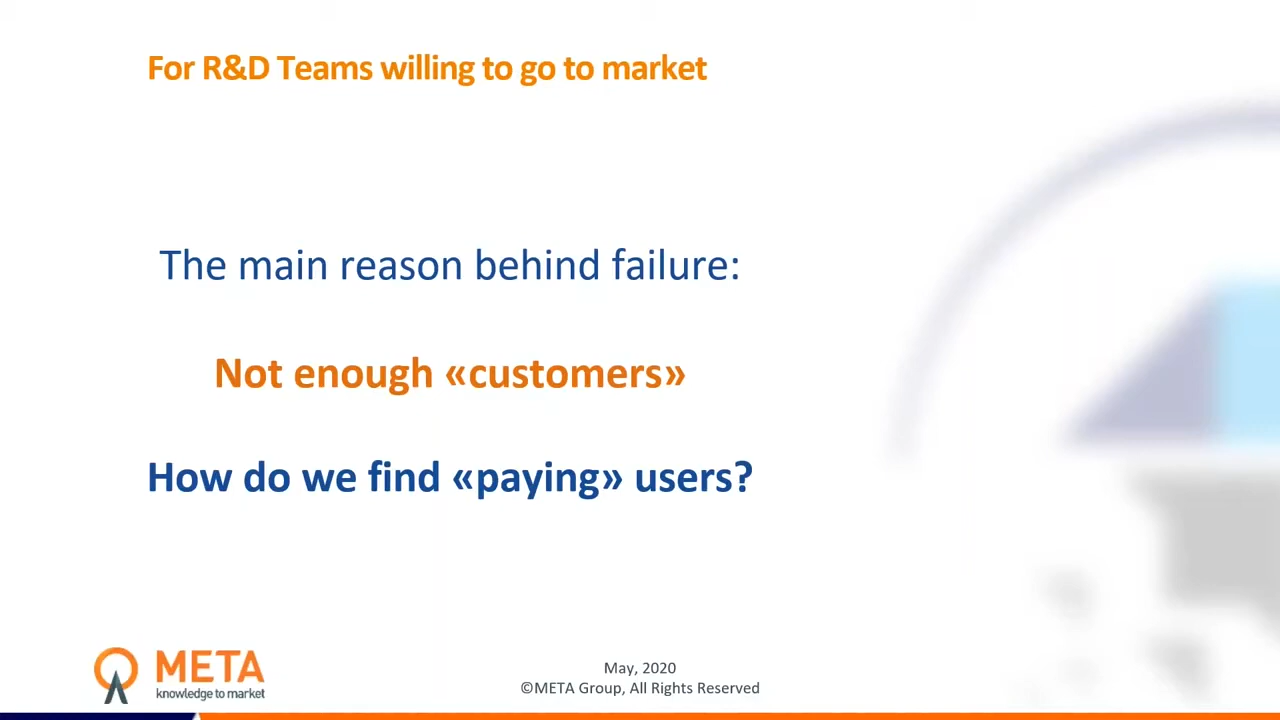 For R&D Teams willing to go to market
The main reason behind failure:
Not enough «customers»
How do we find «paying» users?
META
knowledge to market
May, 2020
©META Group, All Rights Reserved